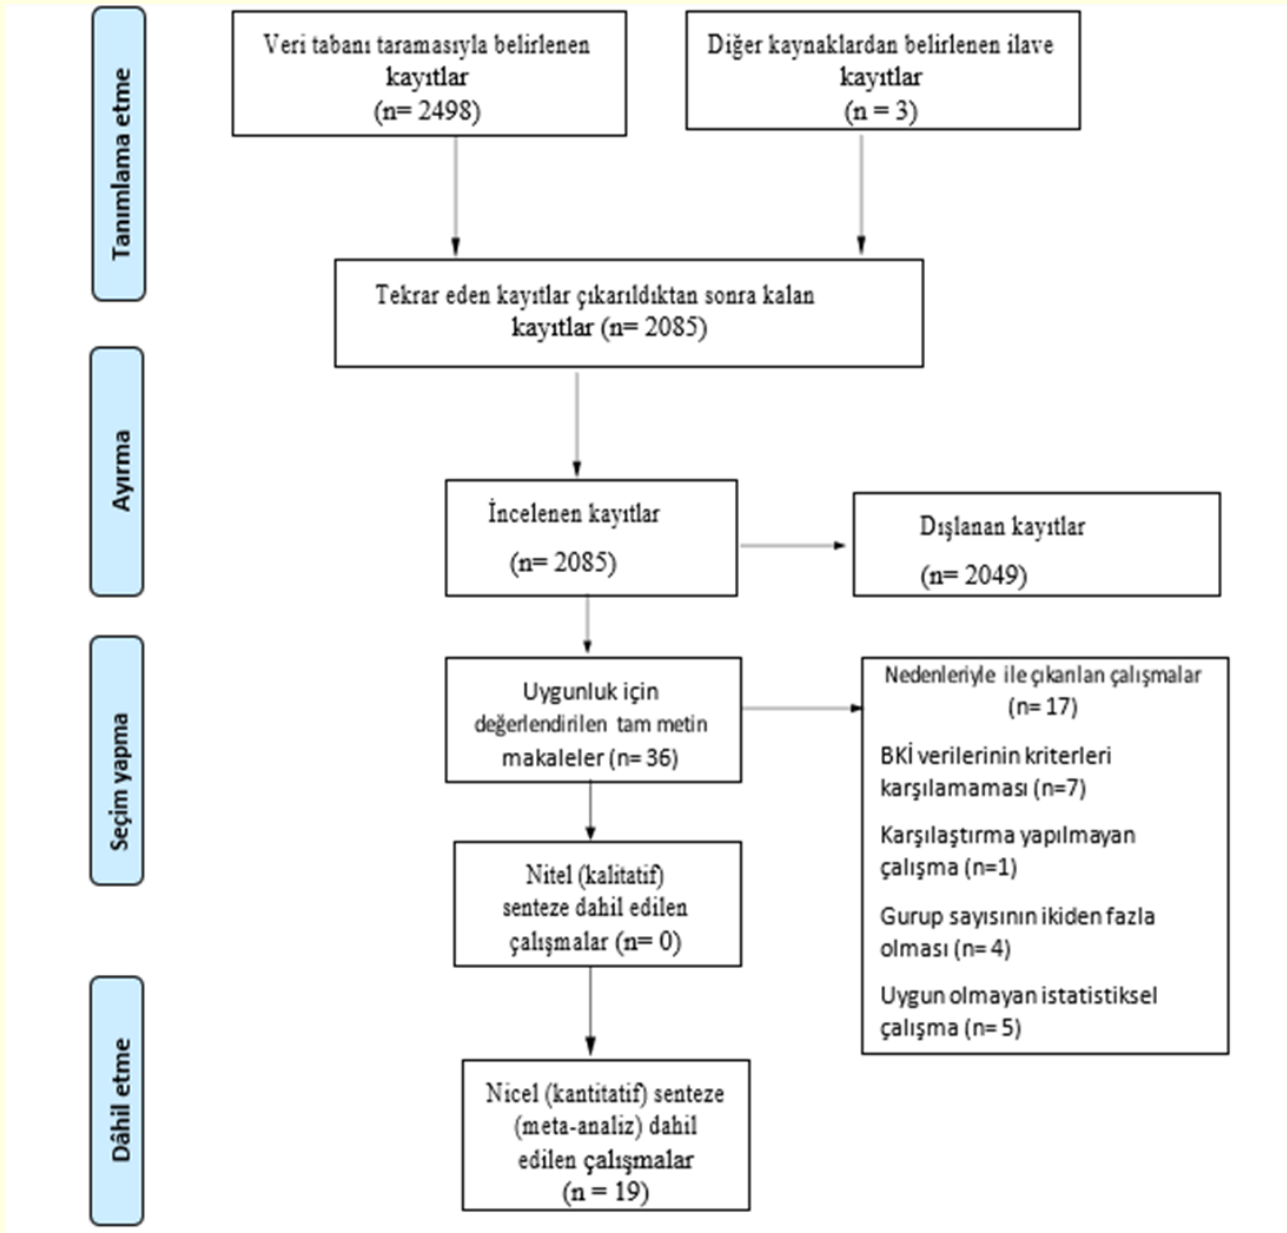 Tanımlama etme
Veri tabanı taramasıyla belirlenen
kayıtlar
(n= 2498)
Diğer kaynaklardan belirlenen ilave
kayıtlar
(n = 3)
Tekrar eden kayıtlar çıkarıldıktan sonra kalan
kayıtlar (n= 2085)
Ayırma
İncelenen kayıtlar
(n= 2085)
Dışlanan kayıtlar
(n= 2049)
Seçim yapma
Uygunluk için
değerlendirilen tam metin
makaleler (n= 36)
Nedenleriyle ile çıkarılan çalışmalar
(n= 17)
BKİ verilerinin kriterleri
karşılamaması (n=7)
Karşılaştırma yapılmayan
çalışma (n=1)
Gurup sayısının ikiden fazla
olması (n= 4)
Uygun olmayan istatistiksel
çalışma (n= 5)
Nitel (kalitatif)
senteze dahil edilen
çalışmalar (n= 0)
Dâhil etme
Nicel (kantitatif) senteze
(meta-analiz) dahil
edilen çalışmalar
(n = 19)